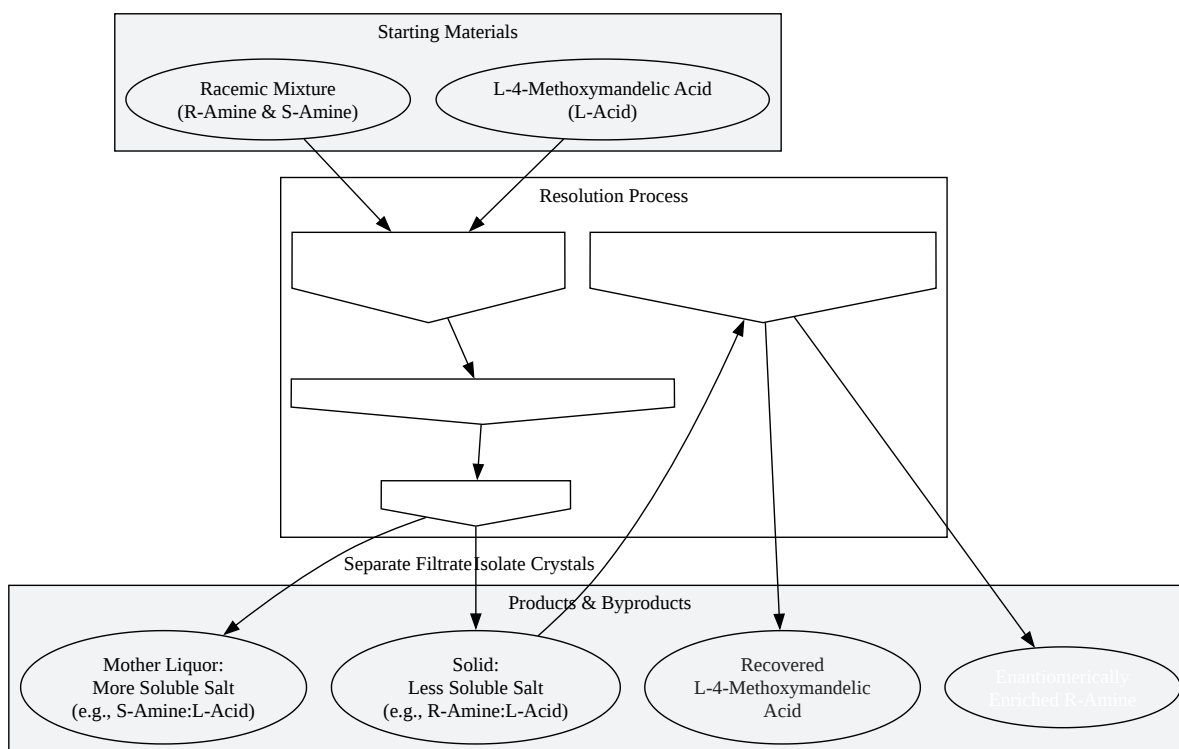 Starting Materials
Racemic Mixture
(R-Amine & S-Amine)
L-4-Methoxymandelic Acid
(L-Acid)
Resolution Process
Separate Filtrate
Isolate Crystals
Products & Byproducts
Mother Liquor:
More Soluble Salt
(e.g., S-Amine:L-Acid)
Solid:
Less Soluble Salt
(e.g., R-Amine:L-Acid)
Recovered
L-4-Methoxymandelic
Acid
Enantiomerically
Enriched R-Amine